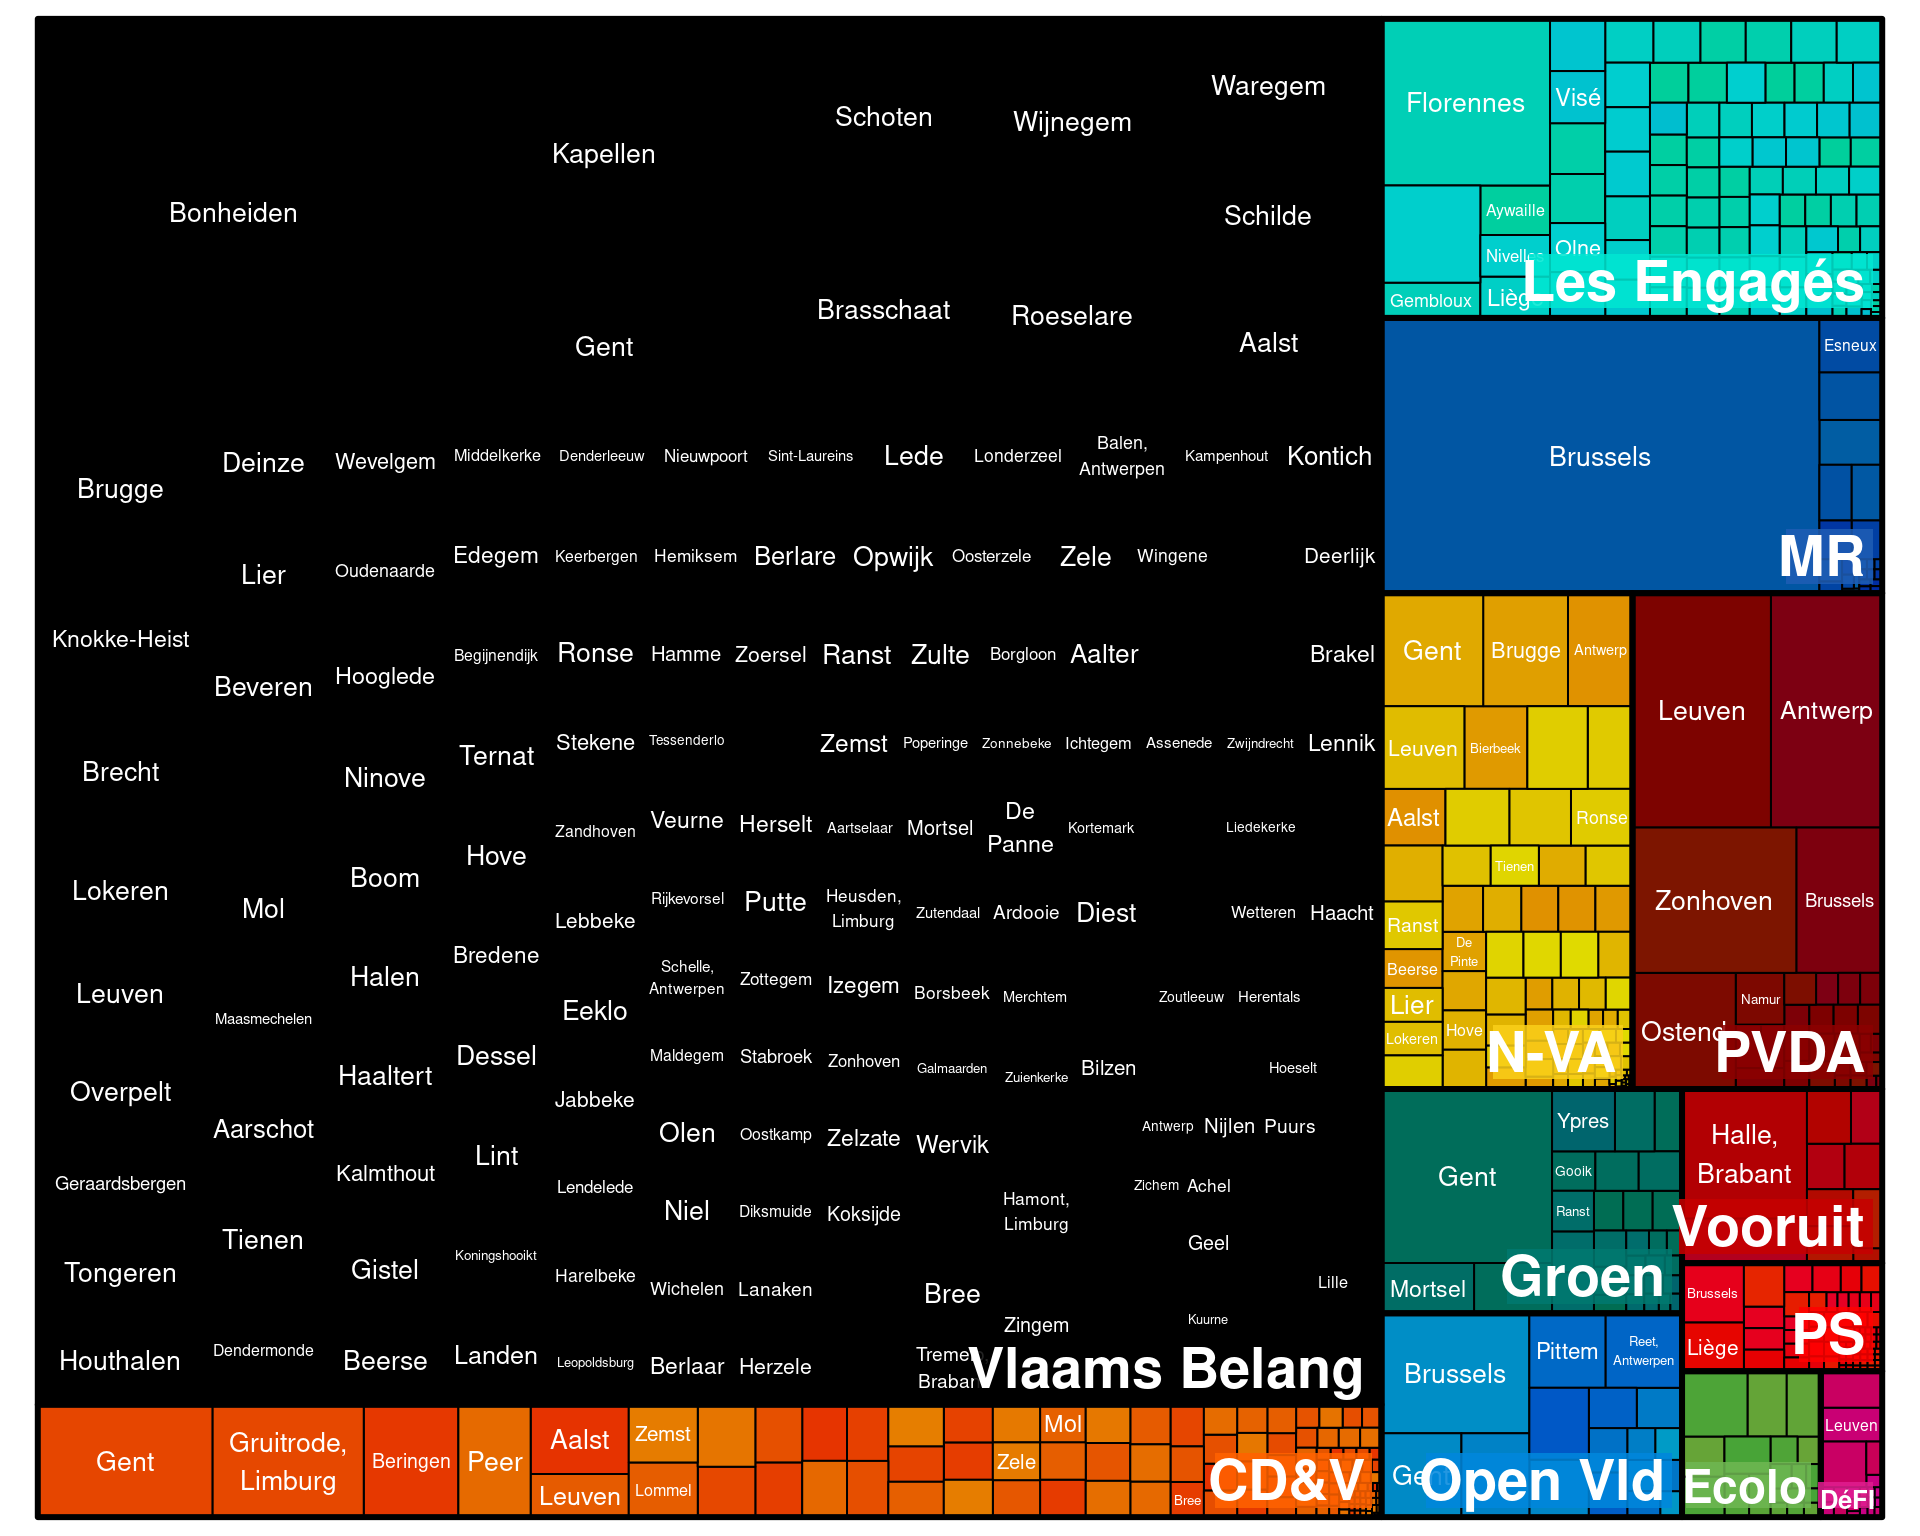 Waregem
Schoten
Wijnegem
Kapellen
Bonheiden
Schilde
Brasschaat
Roeselare
Gent
Aalst
Brugge
Deinze
Wevelgem
Middelkerke
Denderleeuw
Nieuwpoort
Sint-Laureins
Lede
Londerzeel
Balen,
Antwerpen
Kampenhout
Kontich
Lier
Oudenaarde
Edegem
Keerbergen
Hemiksem
Berlare
Opwijk
Oosterzele
Zele
Wingene
Deerlijk
Knokke-Heist
Beveren
Hooglede
Begijnendijk
Ronse
Hamme
Zoersel
Ranst
Zulte
Borgloon
Aalter
Brakel
Brecht
Ninove
Ternat
Stekene
Tessenderlo
Zemst
Poperinge
Zonnebeke
Ichtegem
Assenede
Zwijndrecht
Lennik
Zandhoven
Veurne
Herselt
Aartselaar
Mortsel
De
Panne
Kortemark
Liedekerke
Lokeren
Mol
Boom
Hove
Lebbeke
Rijkevorsel
Putte
Heusden,
Limburg
Zutendaal
Ardooie
Diest
Wetteren
Haacht
Leuven
Maasmechelen
Halen
Bredene
Eeklo
Schelle,
Antwerpen
Zottegem
Izegem
Borsbeek
Merchtem
Zoutleeuw
Herentals
Overpelt
Aarschot
Haaltert
Dessel
Jabbeke
Maldegem
Stabroek
Zonhoven
Galmaarden
Zuienkerke
Bilzen
Hoeselt
Geraardsbergen
Kalmthout
Lint
Lendelede
Olen
Oostkamp
Zelzate
Wervik
Antwerp
Nijlen
Puurs
Tongeren
Tienen
Gistel
Koningshooikt
Harelbeke
Niel
Diksmuide
Koksijde
Hamont,
Limburg
Zichem
Achel
Geel
Lille
Houthalen
Dendermonde
Beerse
Landen
Leopoldsburg
Wichelen
Lanaken
Berlaar
Herzele
Bree
Zingem
Kuurne
Vlaams Belang
Gent
Gruitrode,
Limburg
Beringen
Peer
Aalst
Leuven
Zemst
Lommel
Zele
Mol
Bree
CD&V
Florennes
Visé
Aywaille
Nivelles
Olne
Gembloux
Liège
Les Engagés
Brussels
Esneux
MR
Gent
Brugge
Antwerp
Leuven
Bierbeek
Aalst
Ronse
Tienen
Ranst
De
Pinte
Beerse
Lier
Hove
Lokeren
N-VA
Leuven
Antwerp
Zonhoven
Brussels
Ostend
Namur
PVDA
Gent
Ypres
Gooik
Ranst
Mortsel
Groen
Halle,
Brabant
Vooruit
Brussels
Liège
PS
Brussels
Pittem
Reet,
Antwerpen
Gent
Open Vld
Ecolo
Leuven
DéFI